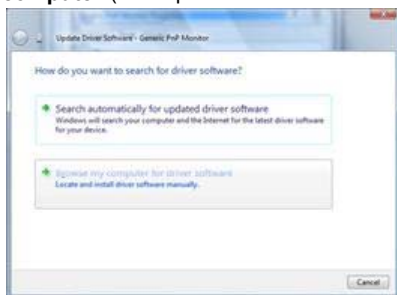 Update Driver Software - Generic PnP Monitor
How do you want to search for driver software?
Search automatically for updated driver software
Windows will search your computer and the Internet for the latest driver software
for your device.
Browse my computer for driver software
Locate and install driver software manually.
Cancel